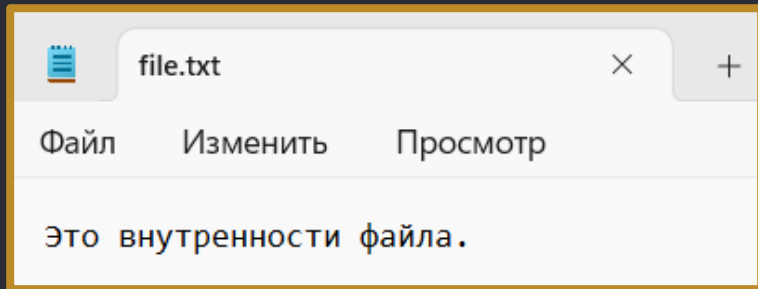 file.txt
Файл Изменить Просмотр
Это внутренности файла.